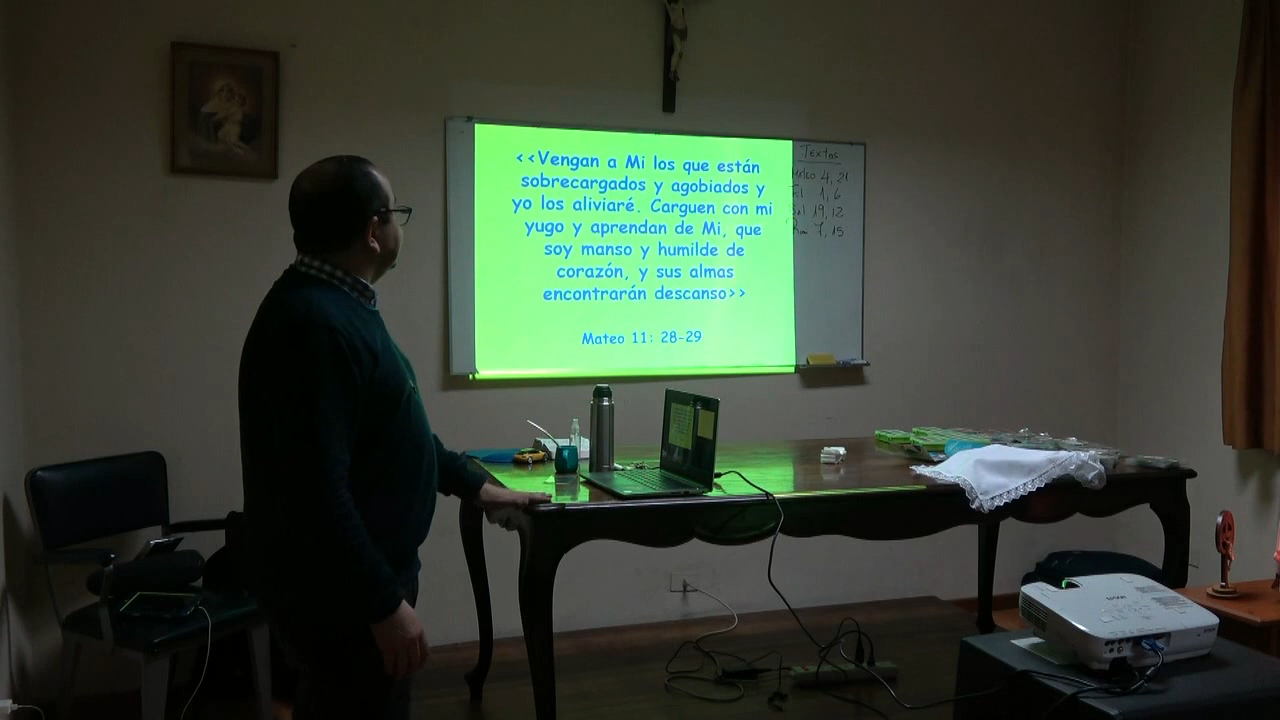 <<Vengan a Mi los que están
sobrecargados y agobiados y
yo los aliviaré. Carguen con mi
yugo y aprendan de Mi, que
soy manso y humilde de
corazón, y sus almas
encontrarán descanso>>
Mateo 11: 28-29
Textos
4, 21
1, 6
19, 12
7, 15
EPSON